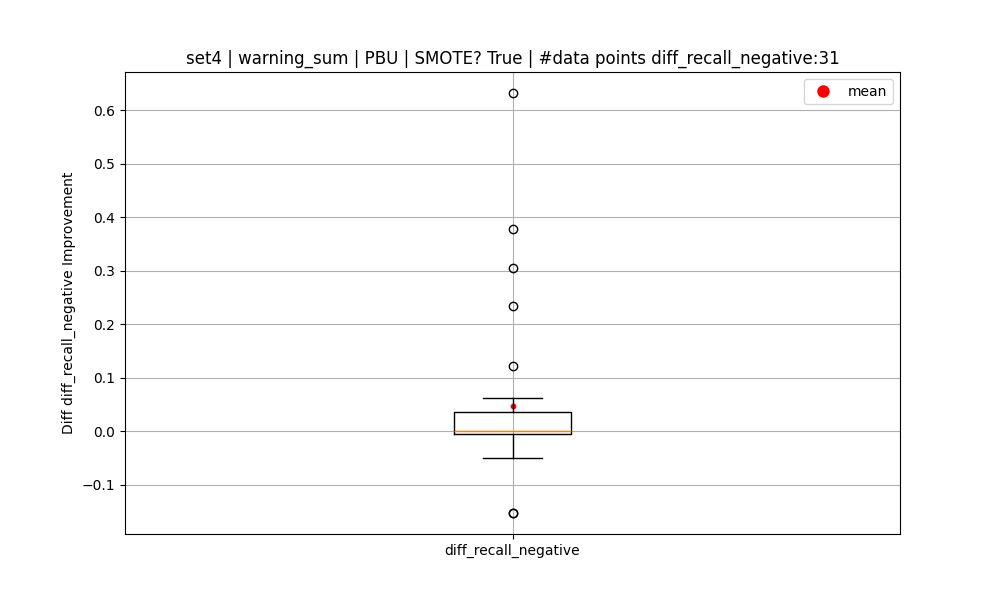 set4 | warning_sum | PBU | SMOTE? True | #data points diff_recall_negative:31
mean
0.6
0.5
0.4
0.3
0.2
0.1
0.0
−0.1
Diff diff_recall_negative Improvement
diff_recall_negative